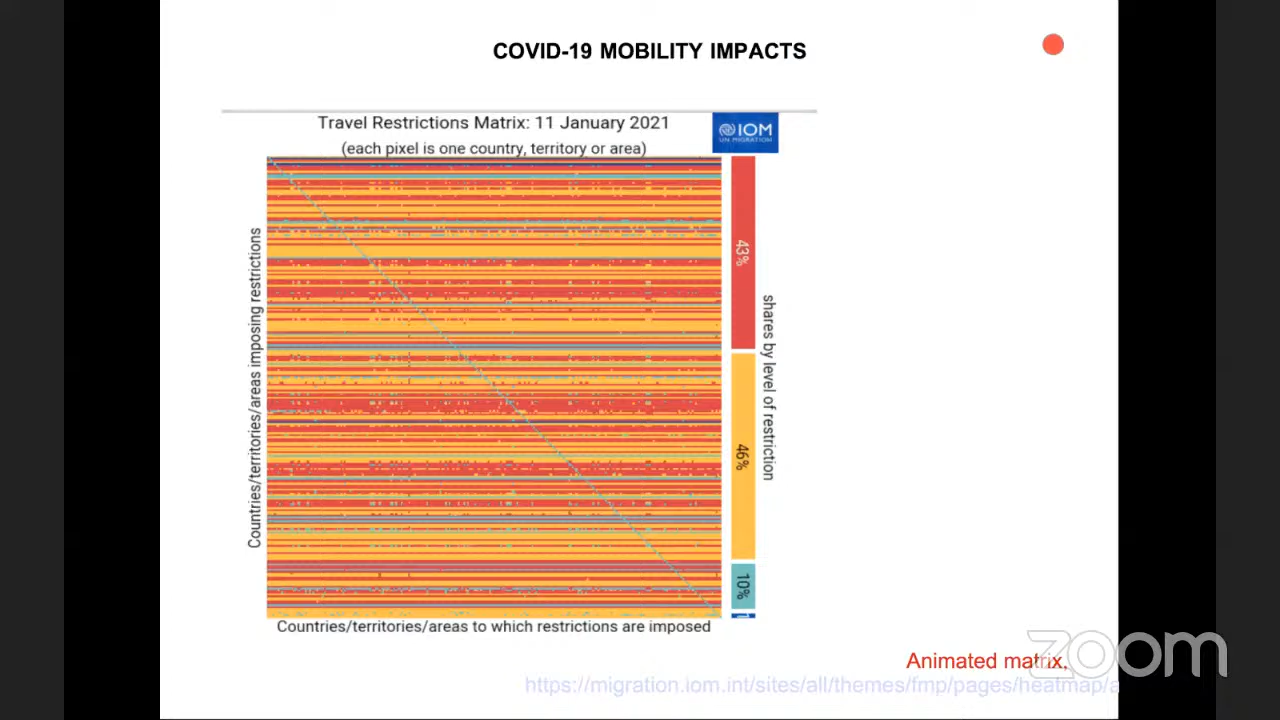 COVID-19 MOBILITY IMPACTS
Travel Restrictions Matrix: 11 January 2021
IOM
UN MIGRATION
(each pixel is one country, territory or area)
Countries/territories/areas imposing restrictions
43%
46%
10%
shares by level of restriction
Countries/territories/areas to which restrictions are imposed
Animated matrix,
https://migration.iom.int/sites/all/themes/fmp/pages/heatmap/a
zoom